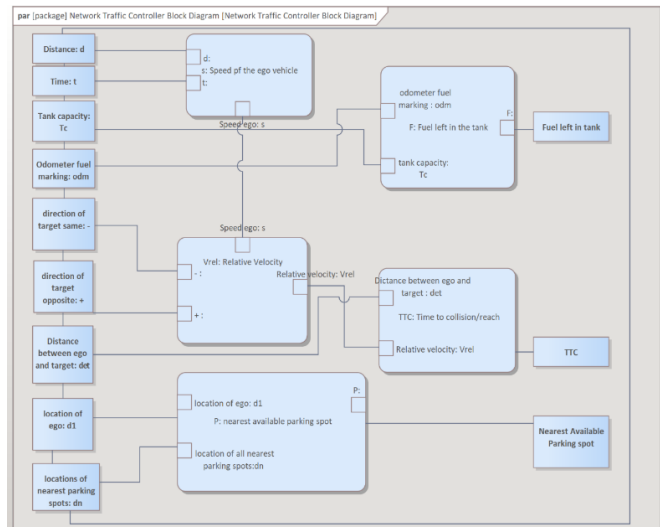 par [package] Network Traffic Controller Block Diagram [Network Traffic Controller Block Diagram]
Distance: d
Time: t
Tank capacity:
Tc
Odometer fuel
marking: odm
direction of
target same: -
direction of
target
opposite: +
Distance
between ego
and target: det
location of
ego: d1
locations of
nearest parking
spots: dn
d:
s: Speed pf the ego vehicle
t:
Speed ego: s
odometer fuel
marking : odm
F:
F: Fuel left in the tank
tank capacity:
Tc
Fuel left in tank
Speed ego: s
Vrel: Relative Velocity
- :
Relative velocity: Vrel
+ :
Distance between ego and
target : det
TTC: Time to collision/reach
Relative velocity: Vrel
TTC
P:
location of ego: d1
P: nearest available parking spot
location of all nearest
parking spots:dn
Nearest Available
Parking spot